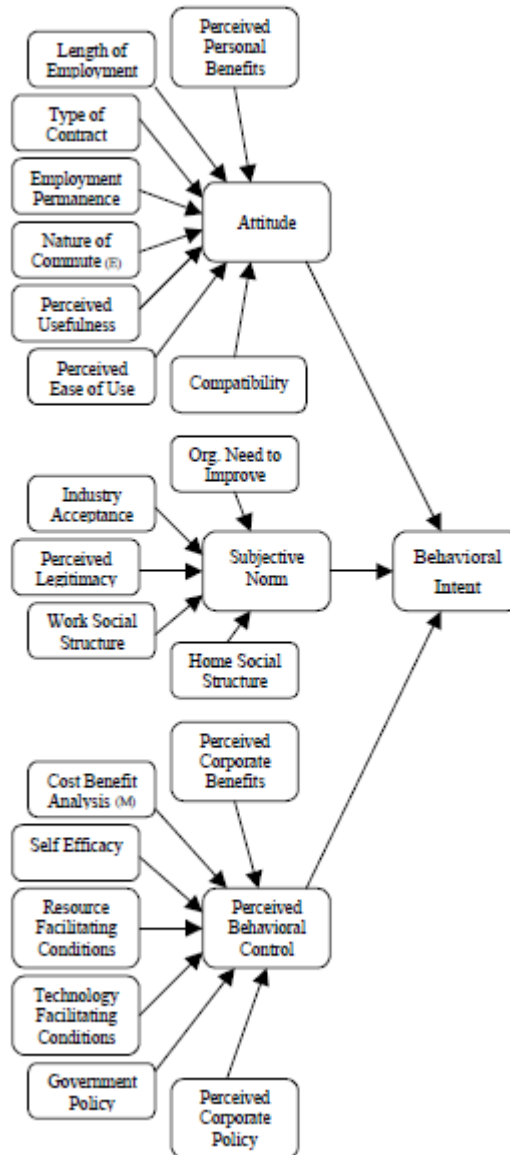 Perceived
Personal
Benefits
Length of
Employment
Type of
Contract
Employment
Permanence
Attitude
Nature of
Commute (E)
Perceived
Usefulness
Perceived
Ease of Use
Compatibility
Org. Need to
Improve
Industry
Acceptance
Perceived
Legitimacy
Subjective
Norm
Behavioral
Intent
Work Social
Structure
Home Social
Structure
Perceived
Corporate
Benefits
Cost Benefit
Analysis (M)
Self Efficacy
Resource
Facilitating
Conditions
Perceived
Behavioral
Control
Technology
Facilitating
Conditions
Government
Policy
Perceived
Corporate
Policy